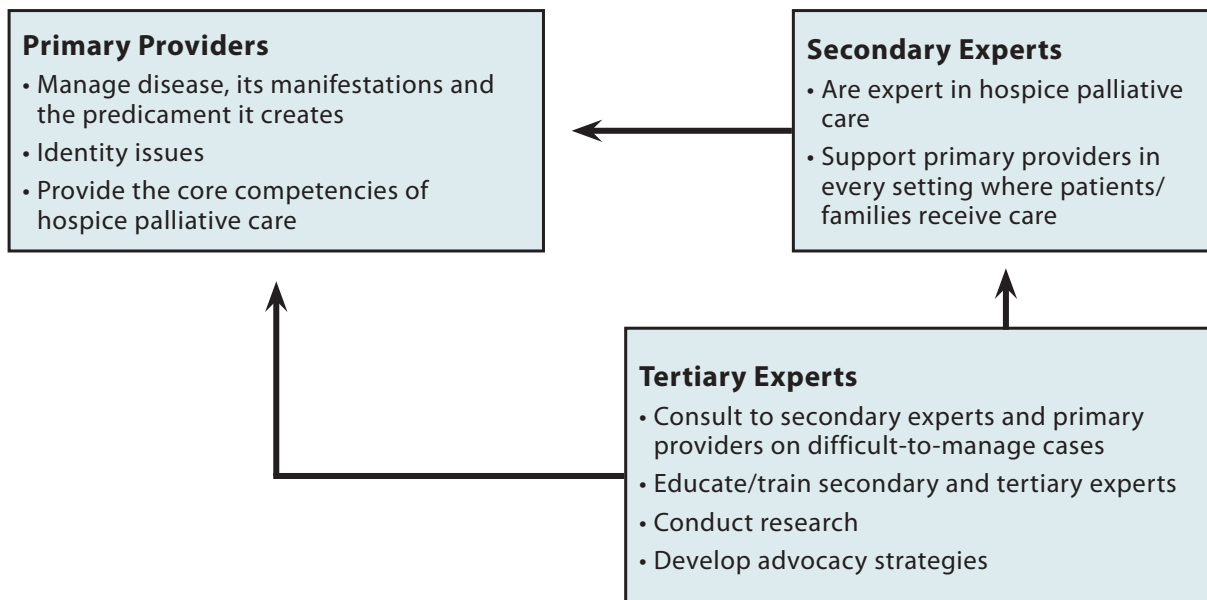 Primary Providers
• Manage disease, its manifestations and
the predicament it creates
• Identity issues
• Provide the core competencies of
hospice palliative care
Secondary Experts
• Are expert in hospice palliative
care
• Support primary providers in
every setting where patients/
families receive care
Tertiary Experts
• Consult to secondary experts and primary
providers on difficult-to-manage cases
• Educate/train secondary and tertiary experts
• Conduct research
• Develop advocacy strategies